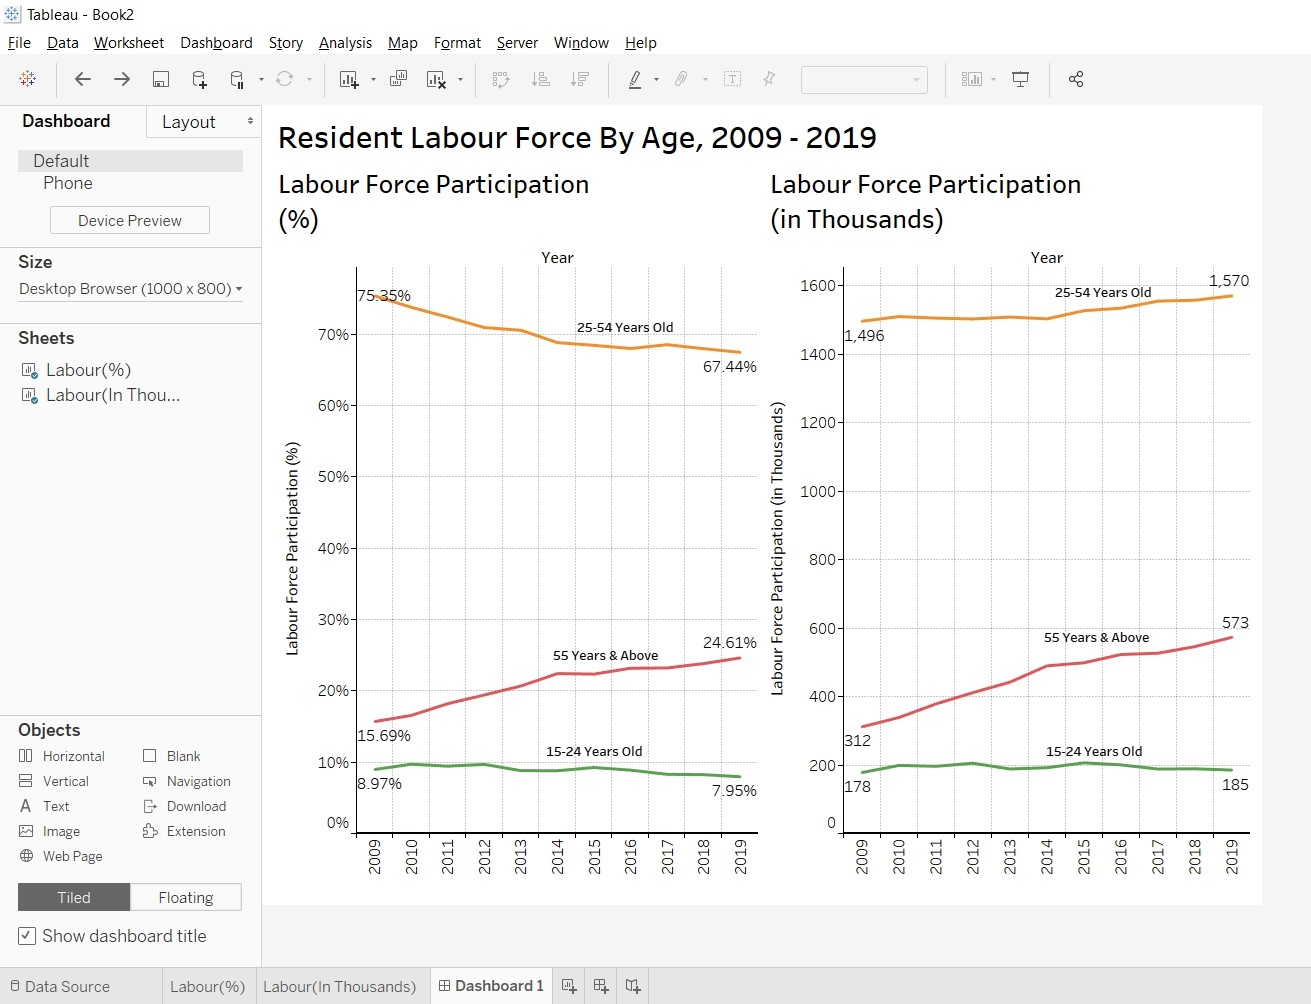 Tableau - Book2
File Data Worksheet Dashboard Story Analysis Map Format Server Window Help
Dashboard Layout
Default
Phone
Device Preview
Size
Desktop Browser (1000 x 800)
Sheets
Labour(%)
Labour(In Thou...
Objects
Horizontal Blank
Vertical Navigation
Text Download
Image Extension
Web Page
Tiled Floating
Show dashboard title
Resident Labour Force By Age, 2009 - 2019
Labour Force Participation
(%)
Year
Labour Force Participation (%)
75.35%
25-54 Years Old
70%
67.44%
60%
50%
40%
30%
24.61%
55 Years & Above
20%
15.69%
15-24 Years Old
10%
8.97%
7.95%
0%
2009 2010 2011 2012 2013 2014 2015 2016 2017 2018 2019
Labour Force Participation
(in Thousands)
Year
Labour Force Participation (in Thousands)
1,570
1600
25-54 Years Old
1,496
1400
1200
1000
800
600
573
55 Years & Above
400
312
15-24 Years Old
200
178
185
0
2009 2010 2011 2012 2013 2014 2015 2016 2017 2018 2019
Data Source Labour(%) Labour(In Thousands) Dashboard 1